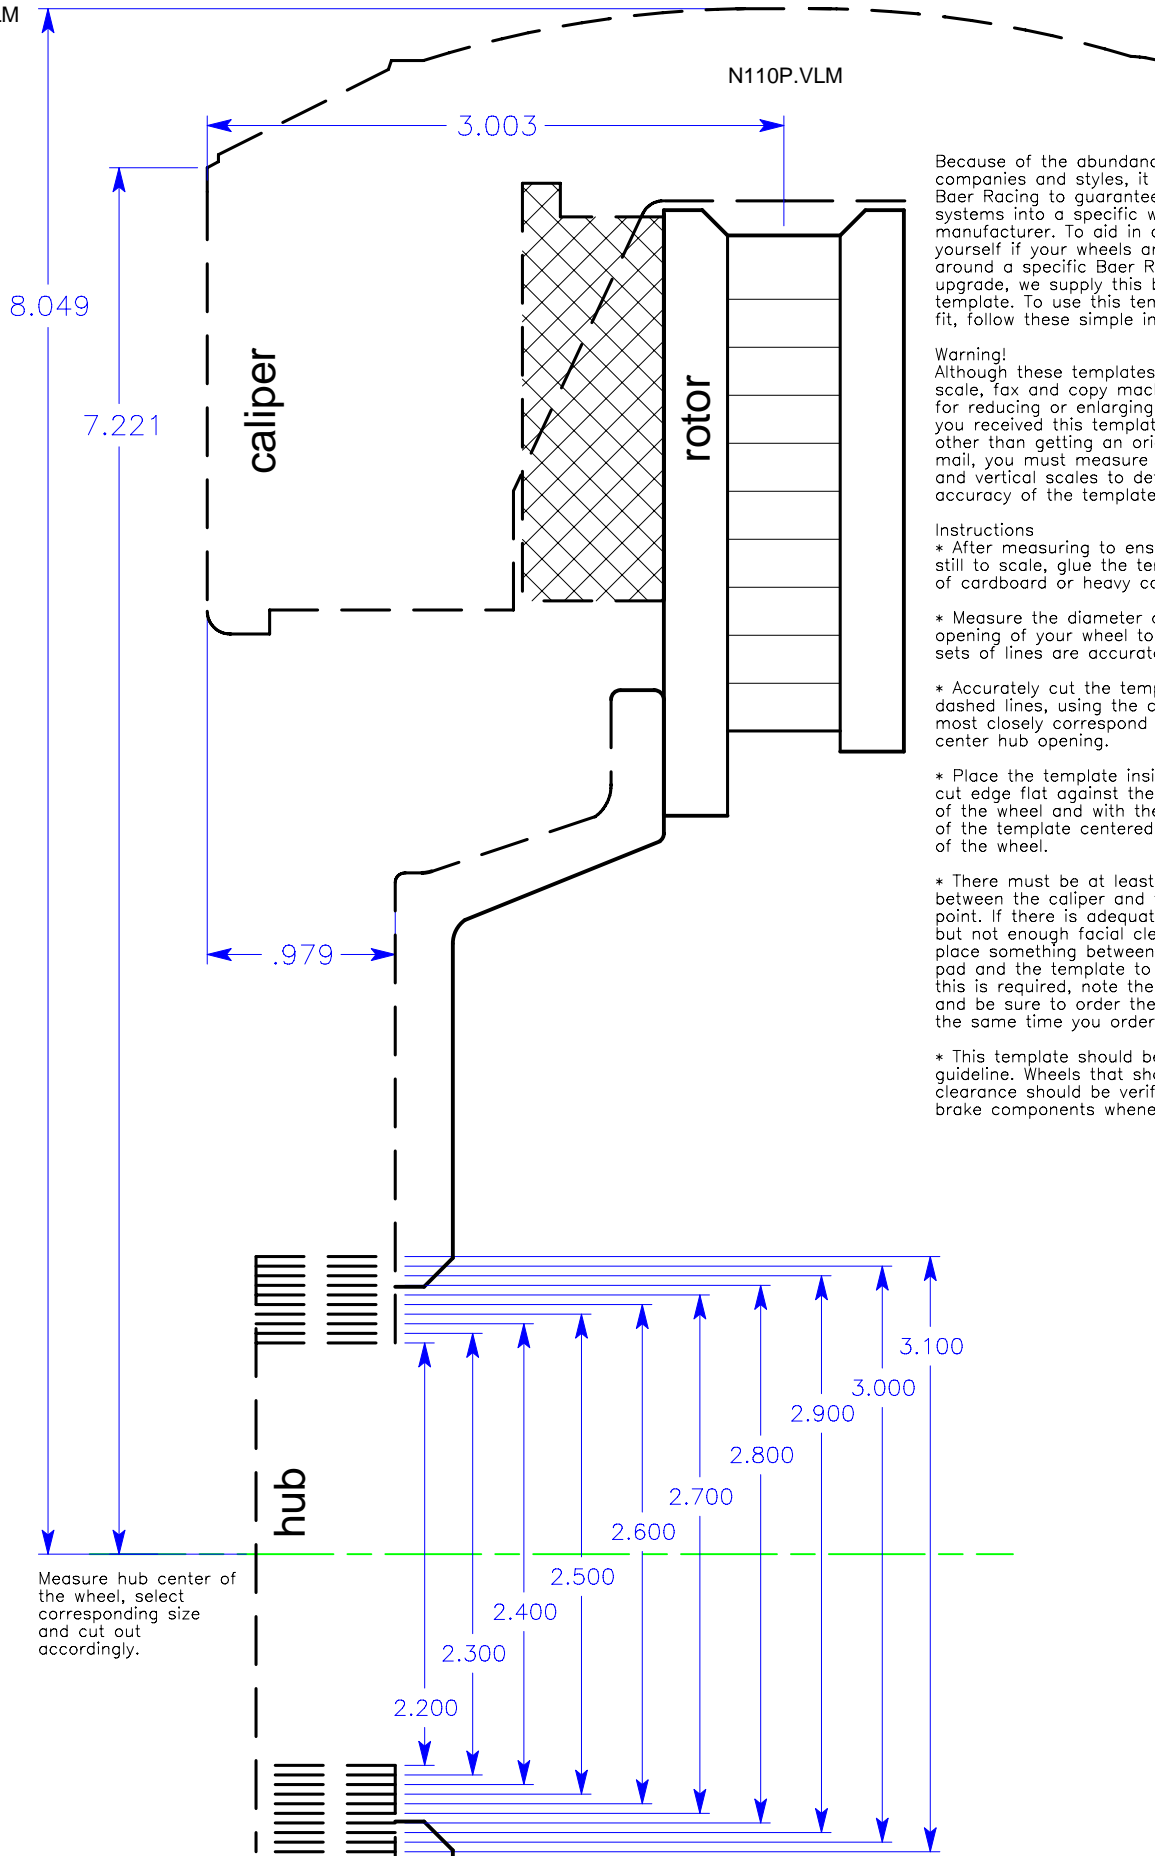 LM
N110P.VLM
3.003
8.049
7.221
caliper
rotor
.979
hub
Because of the abundanc
companies and styles, it
Baer Racing to guarantee
systems into a specific w
manufacturer. To aid in d
yourself if your wheels ar
around a specific Baer R
upgrade, we supply this b
template. To use this tem
fit, follow these simple in
Warning!
Although these templates
scale, fax and copy mac
for reducing or enlarging
you received this templat
other than getting an ori
mail, you must measure
and vertical scales to de
accuracy of the template
Instructions
* After measuring to ens
still to scale, glue the te
of cardboard or heavy co
* Measure the diameter o
opening of your wheel to
sets of lines are accurat
* Accurately cut the temp
dashed lines, using the c
most closely correspond
center hub opening.
* Place the template insi
cut edge flat against the
of the wheel and with the
of the template centered
of the wheel.
* There must be at least
between the caliper and
point. If there is adequat
but not enough facial cle
place something between
pad and the template to
this is required, note the
and be sure to order the
the same time you order
* This template should be
guideline. Wheels that sho
clearance should be verif
brake components whene
3.100
3.000
2.900
2.800
2.700
2.600
2.500
2.400
2.300
2.200
Measure hub center of
the wheel, select
corresponding size
and cut out
accordingly.